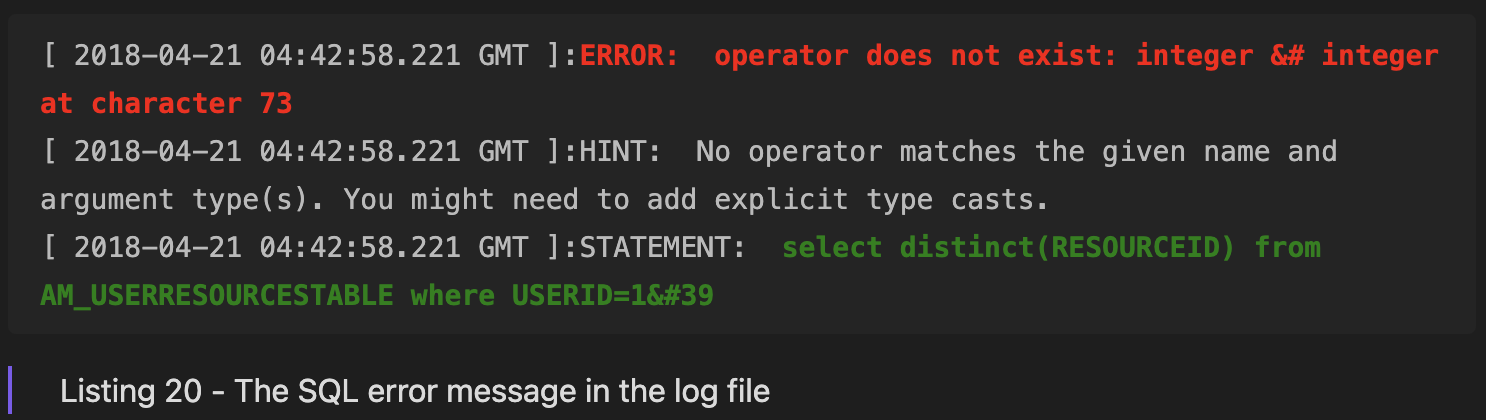 [ 2018-04-21 04:42:58.221 GMT ]:ERROR:  operator does not exist: integer &# integer
at character 73
[ 2018-04-21 04:42:58.221 GMT ]:HINT:  No operator matches the given name and
argument type(s). You might need to add explicit type casts.
[ 2018-04-21 04:42:58.221 GMT ]:STATEMENT:  select distinct(RESOURCEID) from
AM_USERRESOURCESTABLE where USERID=1&#39
Listing 20 - The SQL error message in the log file